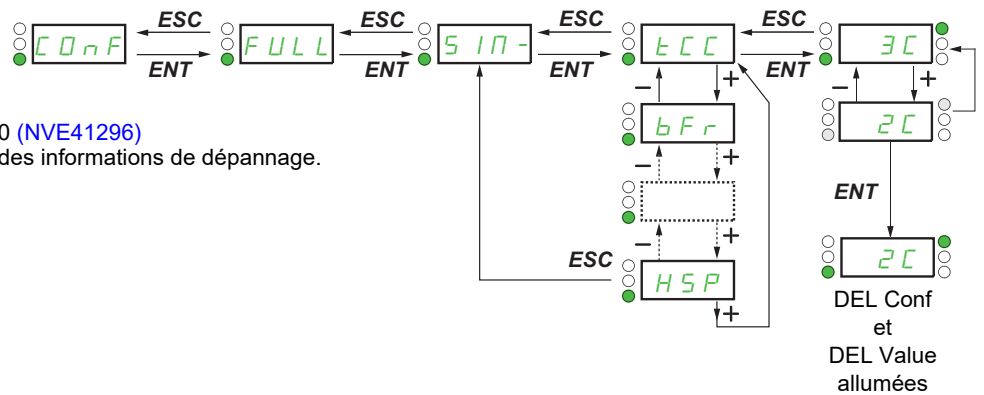 ESC ESC ESC ESC
COnF FULL SIM- tCC 3C
ENT ENT ENT ENT
- + - +
0 (NVE41296)
bFr 2C
des informations de dépannage.
- +
ENT
- +
ESC
HSP 2C
+
DEL Conf
et
DEL Value
allumées